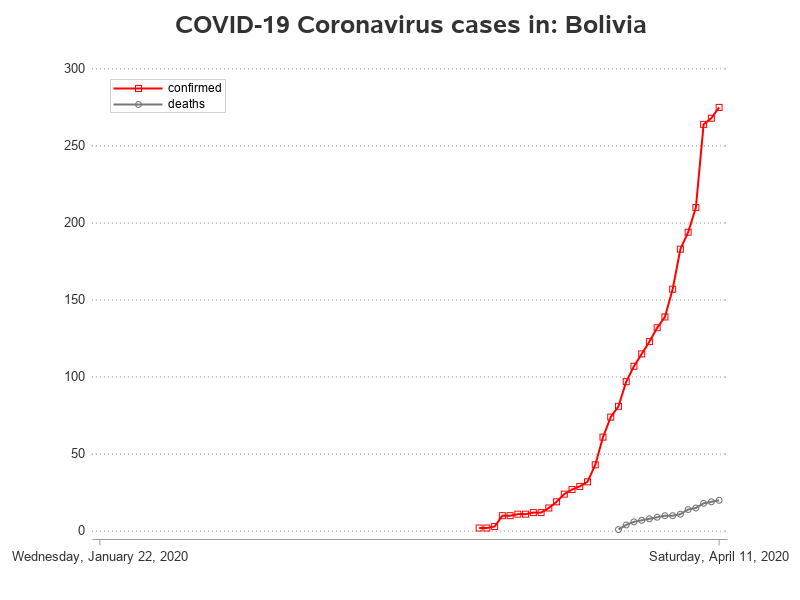 COVID-19 Coronavirus cases in: Bolivia
300
confirmed
deaths
250
200
150
100
50
0
Wednesday, January 22, 2020 Saturday, April 11, 2020